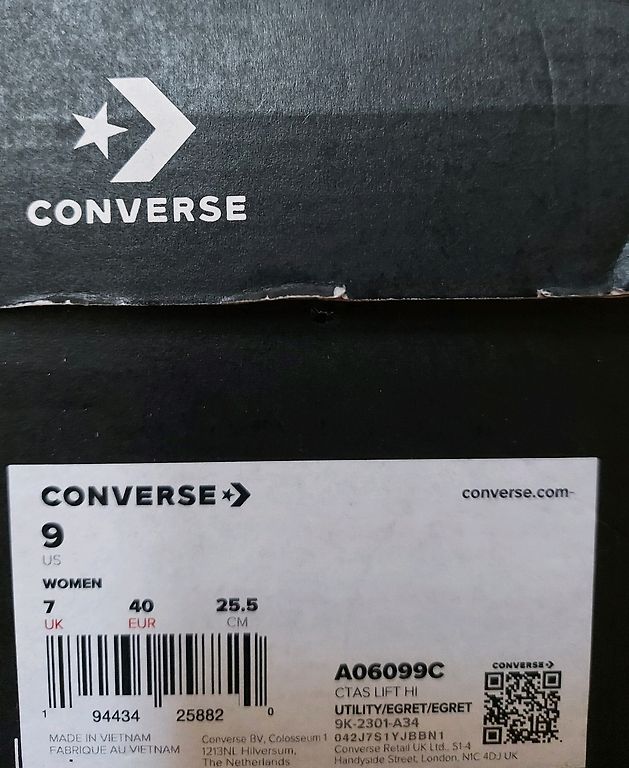 CONVERSE
CONVERSE
converse.com
9
US
WOMEN
7 40 25.5
UK EUR CM
1 94434 25882 0
MADE IN VIETNAM
FABRIQUE AU VIETNAM
Converse BV, Colosseum 1
1213NL Hilversum,
The Netherlands
A06099C
CTAS LIFT HI
UTILITY/EGRET/EGRET
9K-2301-A34
042J7S1YJBBN1
Converse Retail UK Ltd., S1-4
Handyside Street, London, N1C 4DJ UK
CONVERSE